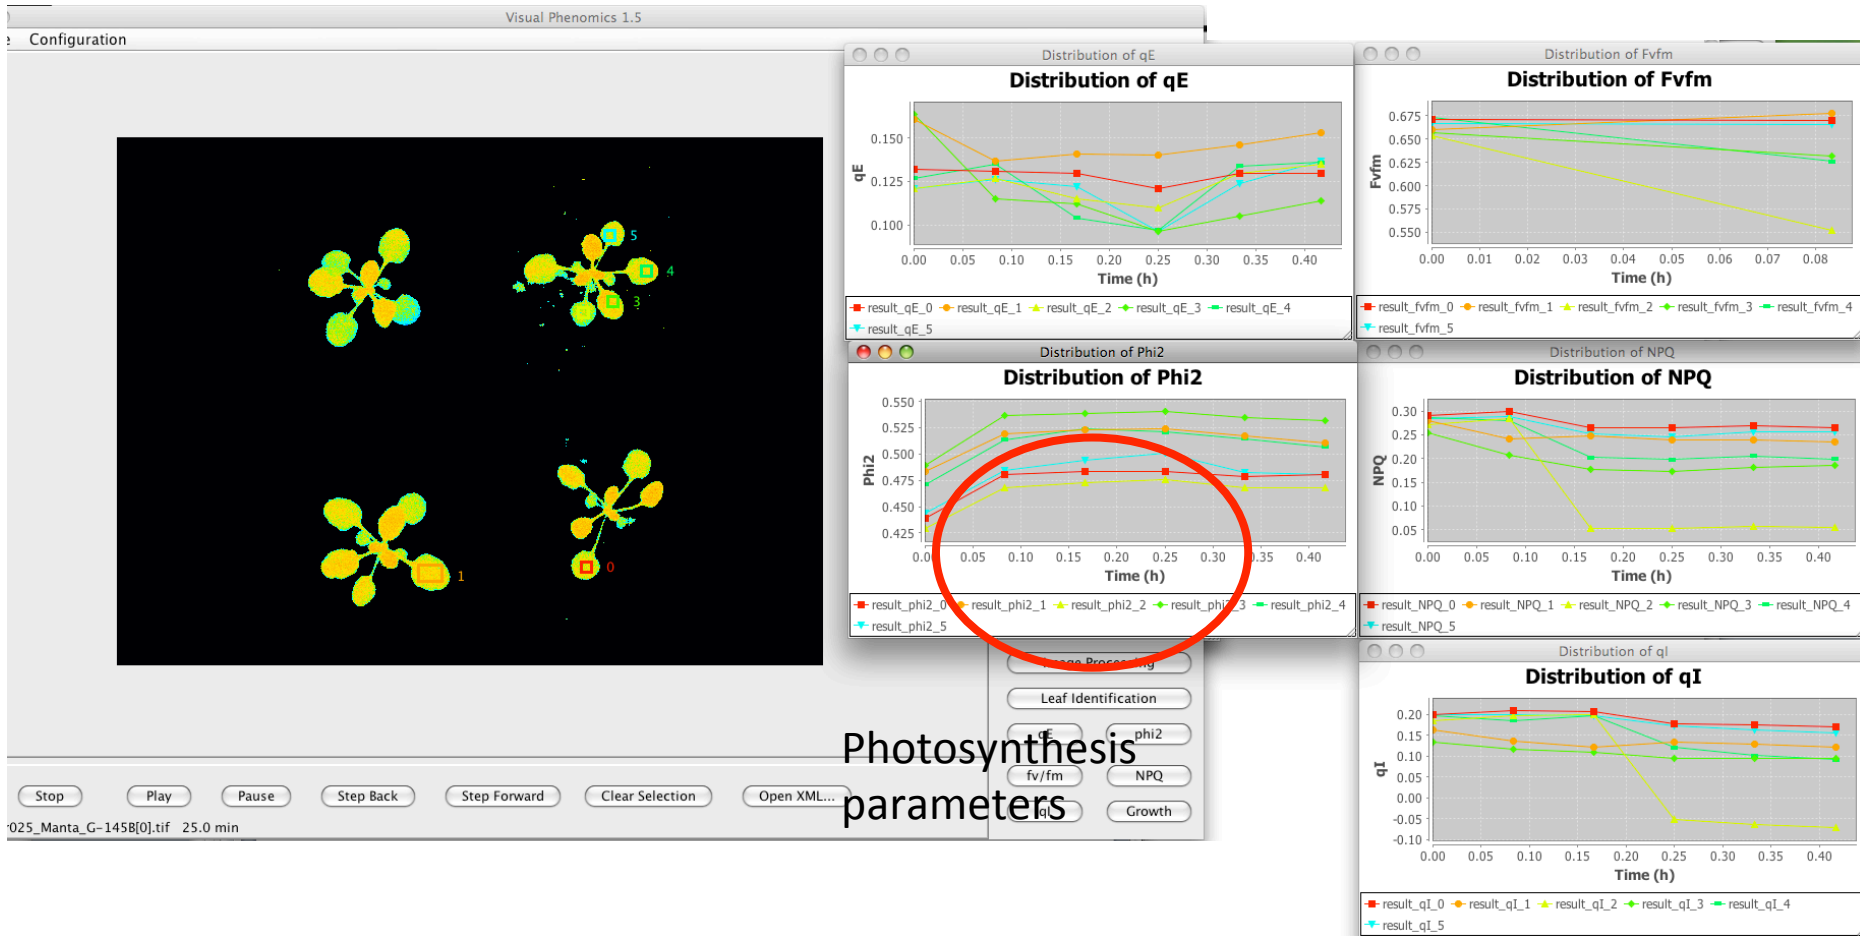 Visual Phenomics 1.5
Configuration
5
4
3
1
0
Distribution of qE
Distribution of qE
qE
0.150
0.125
0.100
0.00 0.05 0.10 0.15 0.20 0.25 0.30 0.35 0.40
Time (h)
result_qE_0 result_qE_1 result_qE_2 result_qE_3 result_qE_4
result_qE_5
Distribution of Fvfm
Distribution of Fvfm
Fvfm
0.675
0.650
0.625
0.600
0.575
0.550
0.00 0.01 0.02 0.03 0.04 0.05 0.06 0.07 0.08
Time (h)
result_fvfm_0 result_fvfm_1 result_fvfm_2 result_fvfm_3 result_fvfm_4
result_fvfm_5
Distribution of Phi2
Distribution of Phi2
Phi2
0.550
0.525
0.500
0.475
0.450
0.425
0.05 0.10 0.15 0.20 0.25 0.30 0.35 0.40
Time (h)
result_phi2_0 result_phi2_1 result_phi2_2 result_phi2_3 result_phi2_4
result_phi2_5
Distribution of NPQ
Distribution of NPQ
NPQ
0.30
0.25
0.20
0.15
0.10
0.05
0.00 0.05 0.10 0.15 0.20 0.25 0.30 0.35 0.40
Time (h)
result_NPQ_0 result_NPQ_1 result_NPQ_2 result_NPQ_3 result_NPQ_4
result_NPQ_5
Distribution of qI
Distribution of qI
qI
0.20
0.15
0.10
0.05
0.00
-0.05
-0.10
0.00 0.05 0.10 0.15 0.20 0.25 0.30 0.35 0.40
Time (h)
result_qI_0 result_qI_1 result_qI_2 result_qI_3 result_qI_4
result_qI_5
Image Processing
Leaf Identification
qE phi2
fv/fm NPQ
qI Growth
Photosynthesis
parameters
Stop Play Pause Step Back Step Forward Clear Selection Open XML...
025_Manta_G-145B[0].tif 25.0 min